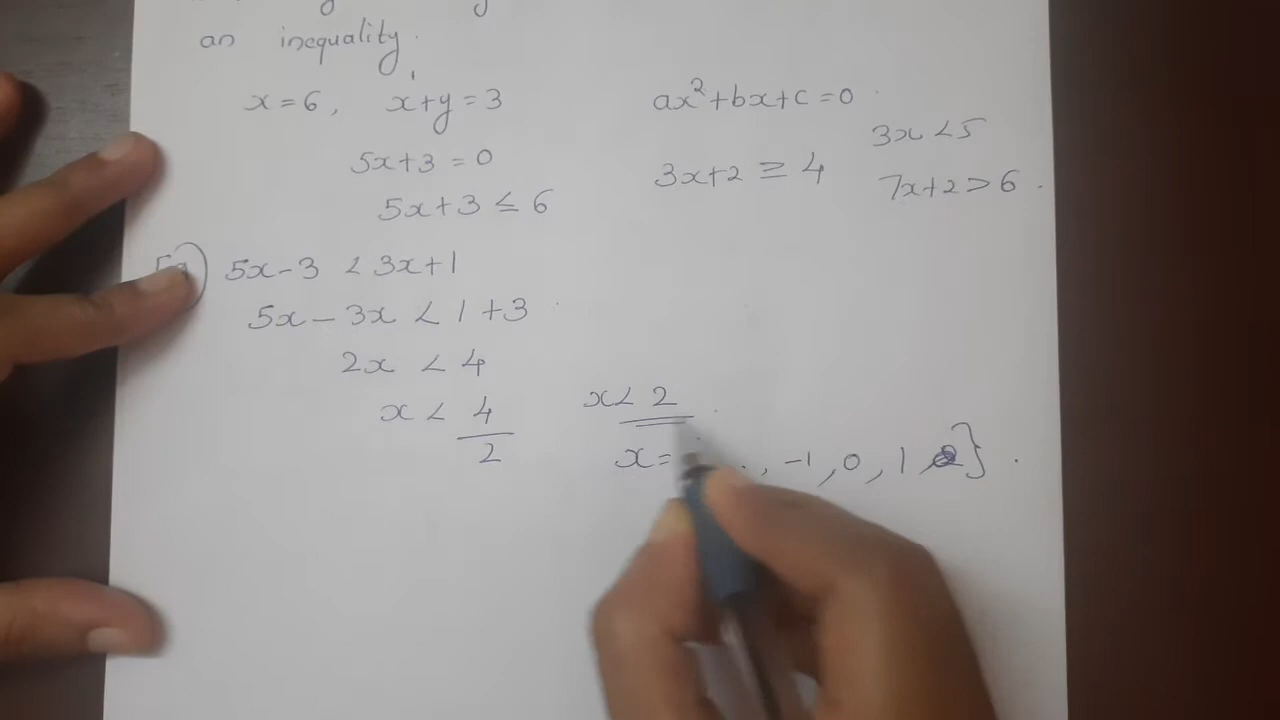 an inequality.
x = 6, x+y = 3
ax²+bx+c = 0
5x+3 = 0
3x < 5
3x+2 ≥ 4
7x+2 > 6.
5x+3 ≤ 6
5x-3 < 3x+1
5x - 3x < 1 + 3
2x < 4
x < 4/2
x < 2
x = , -1, 0, 1 }